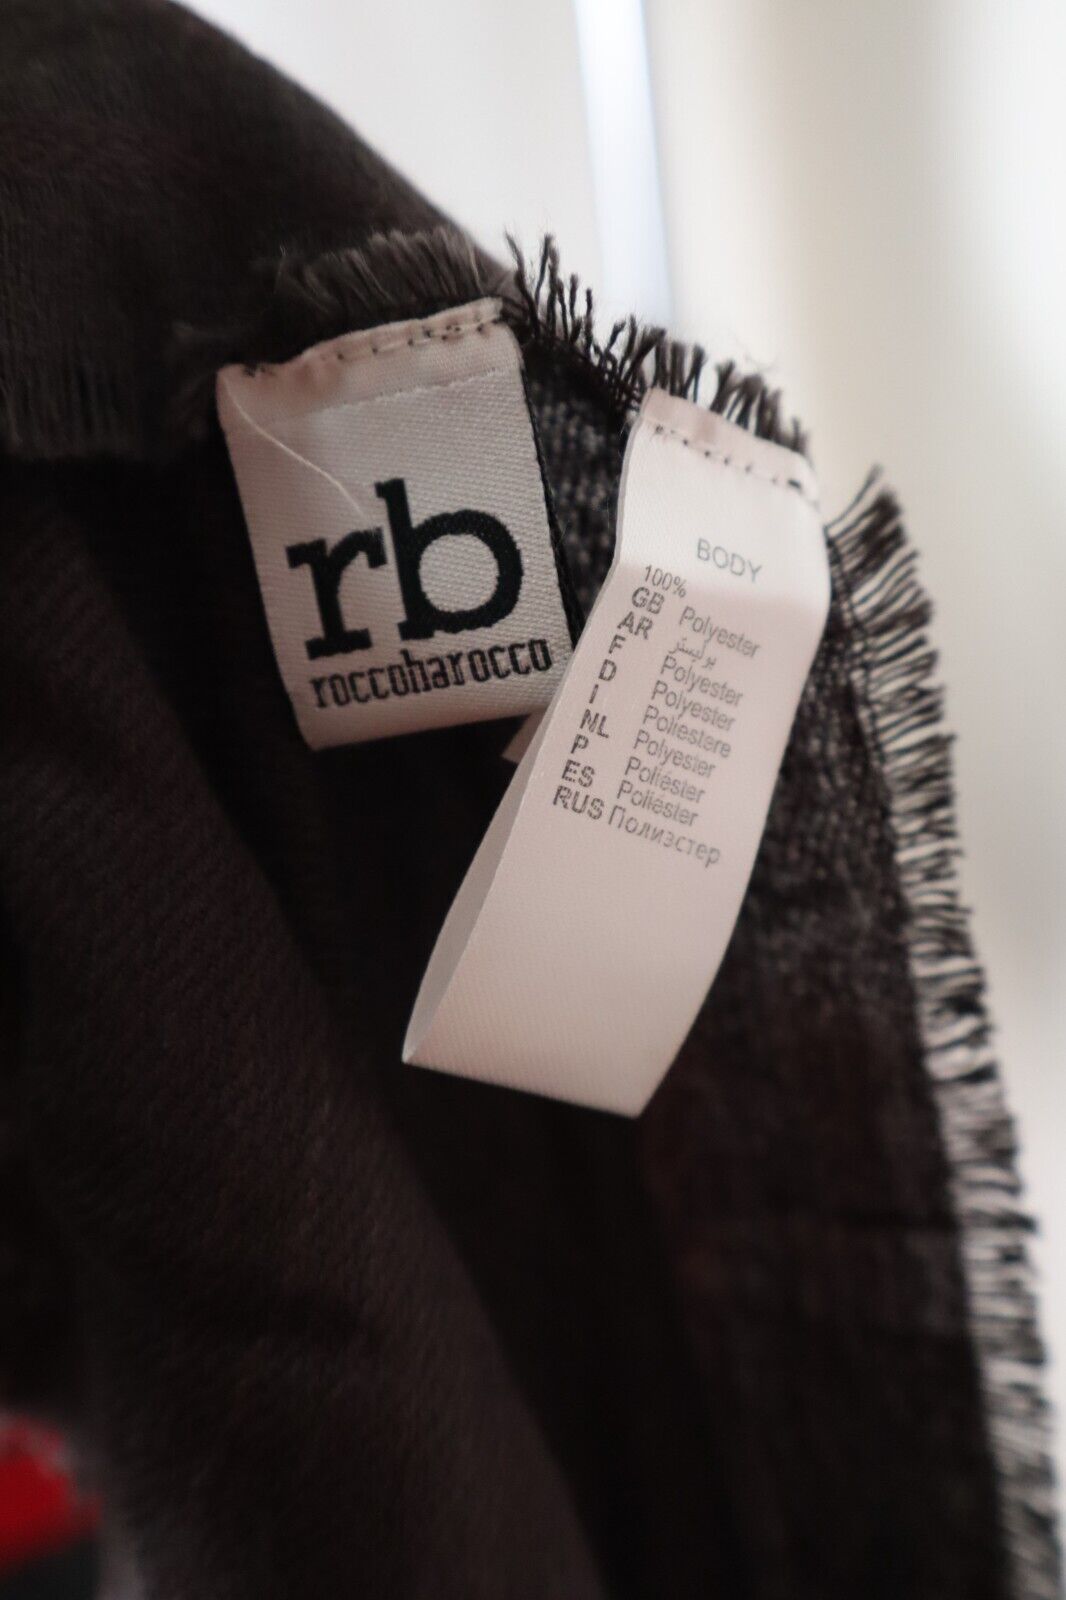 rb
roccobarocco
BODY
100%
GB Polyester
AR بوليستر
F Polyester
D Polyester
I Poliestere
NL Polyester
P Poliéster
ES Poliéster
RUS Полиэстер